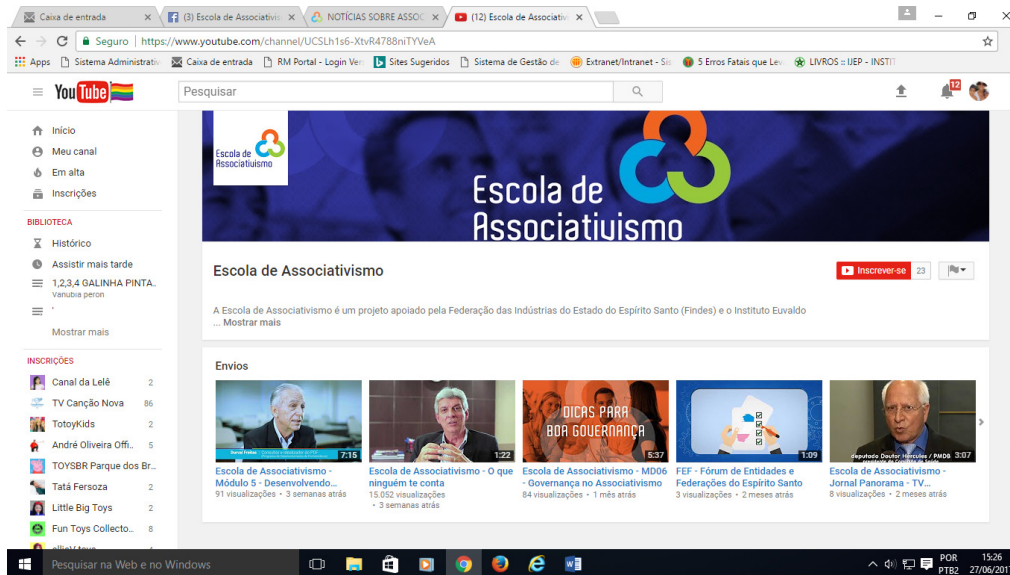 Caixa de entrada
(3) Escola de Associativis
NOTÍCIAS SOBRE ASSOC
(12) Escola de Associativis
Seguro | https://www.youtube.com/channel/UCSLh1s6-XtvR4788niTYVeA
Apps Sistema Administrativ Caixa de entrada RM Portal - Login Ver Sites Sugeridos Sistema de Gestão de Extranet/Intranet - Sis 5 Erros Fatais que Lev LIVROS :: IJEP - INSTIT
YouTube
Pesquisar
12
Início
Meu canal
Em alta
Inscrições
BIBLIOTECA
Histórico
Assistir mais tarde
1,2,3,4 GALINHA PINTA..
Vanubia peron
Mostrar mais
INSCRIÇÕES
Canal da Lelê 2
TV Canção Nova 86
TotoyKids 2
André Oliveira Offi.. 5
TOYSBR Parque dos Br...
Tatá Fersoza 2
Little Big Toys 2
Fun Toys Collecto... 8
Escola de
Associativismo
Escola de
Associativismo
Escola de Associativismo
Inscrever-se 23
A Escola de Associativismo é um projeto apoiado pela Federação das Indústrias do Estado do Espírito Santo (Findes) e o Instituto Euvaldo
... Mostrar mais
Envios
7:15
Escola de Associativismo -
Módulo 5 - Desenvolvendo...
91 visualizações • 3 semanas atrás
1:22
Escola de Associativismo - O que
ninguém te conta
15.052 visualizações
• 3 semanas atrás
DICAS PARA
BOA GOVERNANÇA
5:37
Escola de Associativismo - MD06
- Governança no Associativismo
84 visualizações • 1 mês atrás
1:09
FEF - Fórum de Entidades e
Federações do Espírito Santo
3 visualizações • 2 meses atrás
deputado Doutor Hércules / PMDB
3:07
Escola de Associativismo -
Jornal Panorama - TV...
8 visualizações • 2 meses atrás
Pesquisar na Web e no Windows
POR
PTB2
15:26
27/06/2017